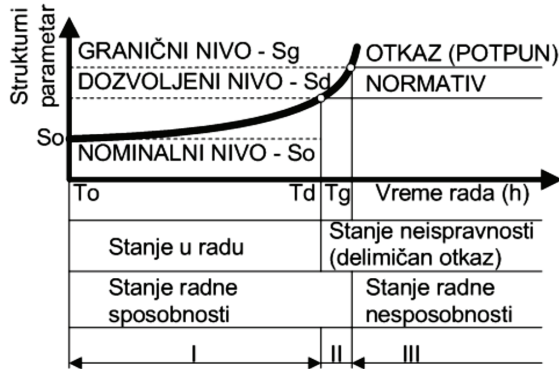 Strukturni
parametar
GRANIČNI NIVO - Sg
OTKAZ (POTPUN)
DOZVOLJENI NIVO - Sd
NORMATIV
So
NOMINALNI NIVO - So
To
Td
Tg
Vreme rada (h)
Stanje u radu
Stanje neispravnosti
(delimičan otkaz)
Stanje radne
sposobnosti
Stanje radne
nesposobnosti
I
II
III